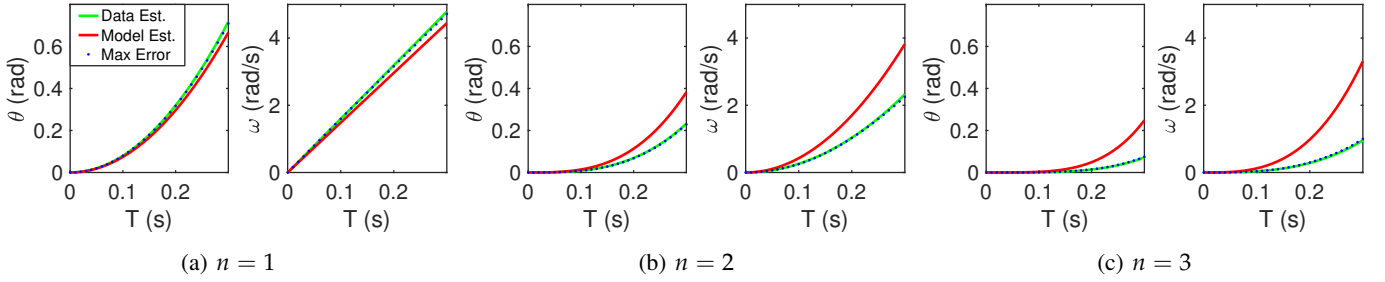 Data Est.
Model Est.
Max Error
θ (rad)
0.6
0.4
0.2
0
0 0.1 0.2
T (s)
ω (rad/s)
4
2
0
0 0.1 0.2
T (s)
(a) n = 1
θ (rad)
0.6
0.4
0.2
0
0 0.1 0.2
T (s)
ω (rad/s)
4
2
0
0 0.1 0.2
T (s)
(b) n = 2
θ (rad)
0.6
0.4
0.2
0
0 0.1 0.2
T (s)
ω (rad/s)
4
2
0
0 0.1 0.2
T (s)
(c) n = 3